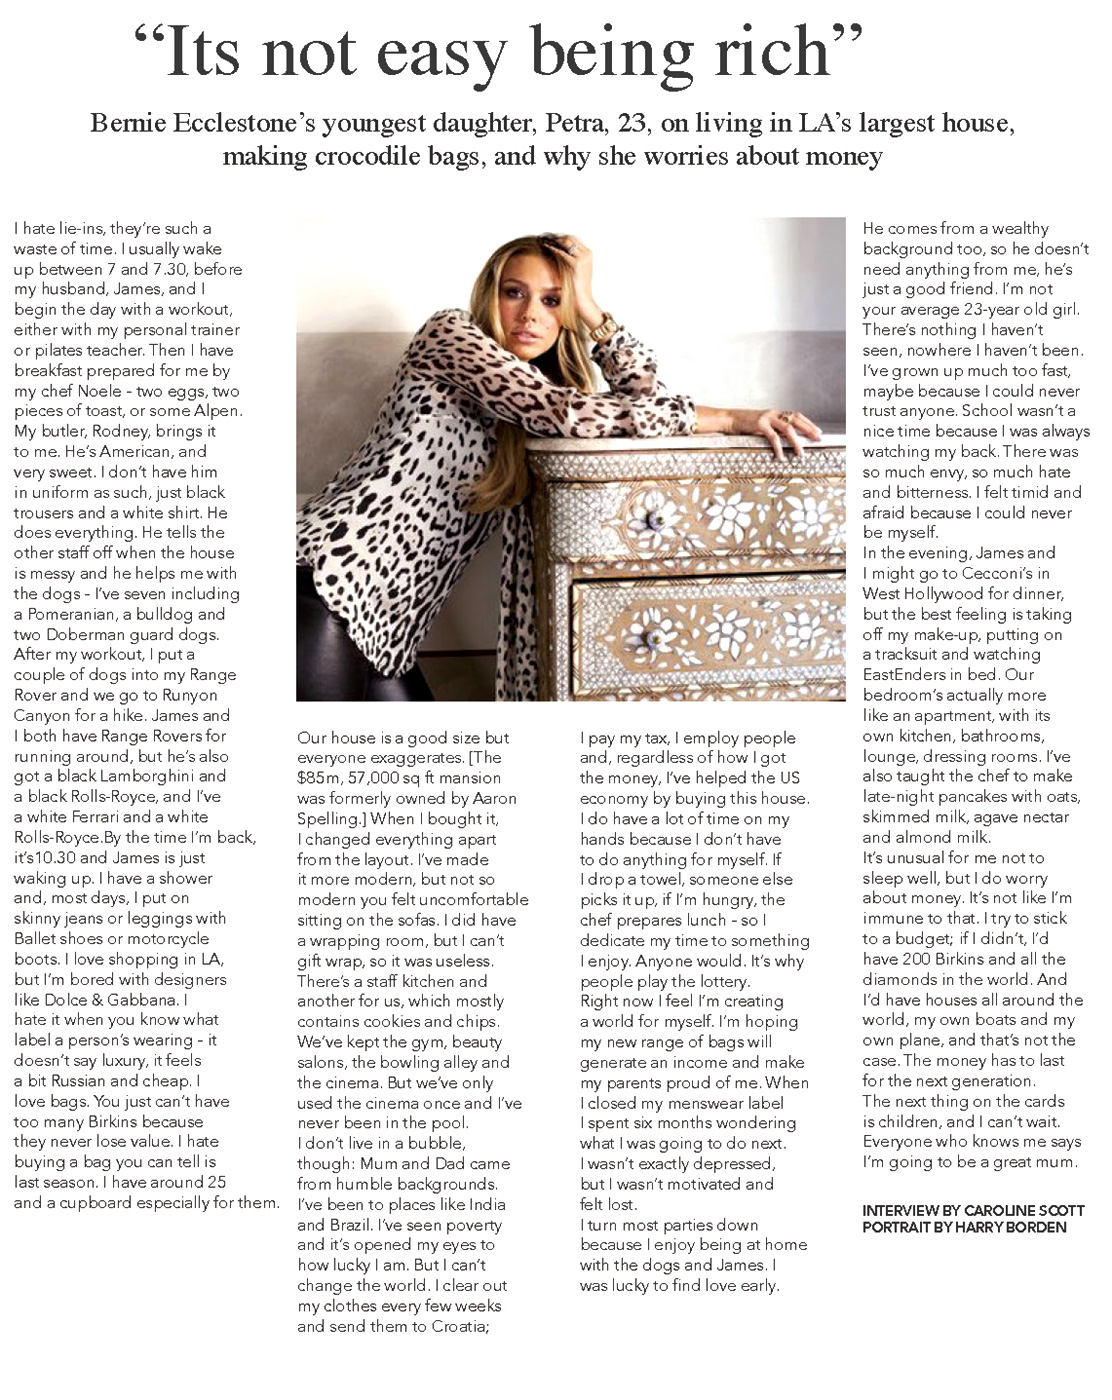 “Its not easy being rich”
Bernie Ecclestone’s youngest daughter, Petra, 23, on living in LA’s largest house,
making crocodile bags, and why she worries about money
I hate lie-ins, they’re such a
waste of time. I usually wake
up between 7 and 7.30, before
my husband, James, and I
begin the day with a workout,
either with my personal trainer
or pilates teacher. Then I have
breakfast prepared for me by
my chef Noele - two eggs, two
pieces of toast, or some Alpen.
My butler, Rodney, brings it
to me. He’s American, and
very sweet. I don’t have him
in uniform as such, just black
trousers and a white shirt. He
does everything. He tells the
other staff off when the house
is messy and he helps me with
the dogs - I’ve seven including
a Pomeranian, a bulldog and
two Doberman guard dogs.
After my workout, I put a
couple of dogs into my Range
Rover and we go to Runyon
Canyon for a hike. James and
I both have Range Rovers for
running around, but he’s also
got a black Lamborghini and
a black Rolls-Royce, and I’ve
a white Ferrari and a white
Rolls-Royce.By the time I’m back,
it’s10.30 and James is just
waking up. I have a shower
and, most days, I put on
skinny jeans or leggings with
Ballet shoes or motorcycle
boots. I love shopping in LA,
but I’m bored with designers
like Dolce & Gabbana. I
hate it when you know what
label a person’s wearing - it
doesn’t say luxury, it feels
a bit Russian and cheap. I
love bags. You just can’t have
too many Birkins because
they never lose value. I hate
buying a bag you can tell is
last season. I have around 25
and a cupboard especially for them.
Our house is a good size but
everyone exaggerates. [The
$85m, 57,000 sq ft mansion
was formerly owned by Aaron
Spelling.] When I bought it,
I changed everything apart
from the layout. I’ve made
it more modern, but not so
modern you felt uncomfortable
sitting on the sofas. I did have
a wrapping room, but I can’t
gift wrap, so it was useless.
There’s a staff kitchen and
another for us, which mostly
contains cookies and chips.
We’ve kept the gym, beauty
salons, the bowling alley and
the cinema. But we’ve only
used the cinema once and I’ve
never been in the pool.
I don’t live in a bubble,
though: Mum and Dad came
from humble backgrounds.
I’ve been to places like India
and Brazil. I’ve seen poverty
and it’s opened my eyes to
how lucky I am. But I can’t
change the world. I clear out
my clothes every few weeks
and send them to Croatia;
I pay my tax, I employ people
and, regardless of how I got
the money, I’ve helped the US
economy by buying this house.
I do have a lot of time on my
hands because I don’t have
to do anything for myself. If
I drop a towel, someone else
picks it up, if I’m hungry, the
chef prepares lunch - so I
dedicate my time to something
I enjoy. Anyone would. It’s why
people play the lottery.
Right now I feel I’m creating
a world for myself. I’m hoping
my new range of bags will
generate an income and make
my parents proud of me. When
I closed my menswear label
I spent six months wondering
what I was going to do next.
I wasn’t exactly depressed,
but I wasn’t motivated and
felt lost.
I turn most parties down
because I enjoy being at home
with the dogs and James. I
was lucky to find love early.
He comes from a wealthy
background too, so he doesn’t
need anything from me, he’s
just a good friend. I’m not
your average 23-year old girl.
There’s nothing I haven’t
seen, nowhere I haven’t been.
I’ve grown up much too fast,
maybe because I could never
trust anyone. School wasn’t a
nice time because I was always
watching my back. There was
so much envy, so much hate
and bitterness. I felt timid and
afraid because I could never
be myself.
In the evening, James and
I might go to Cecconi’s in
West Hollywood for dinner,
but the best feeling is taking
off my make-up, putting on
a tracksuit and watching
EastEnders in bed. Our
bedroom’s actually more
like an apartment, with its
own kitchen, bathrooms,
lounge, dressing rooms. I’ve
also taught the chef to make
late-night pancakes with oats,
skimmed milk, agave nectar
and almond milk.
It’s unusual for me not to
sleep well, but I do worry
about money. It’s not like I’m
immune to that. I try to stick
to a budget; if I didn’t, I’d
have 200 Birkins and all the
diamonds in the world. And
I’d have houses all around the
world, my own boats and my
own plane, and that’s not the
case. The money has to last
for the next generation.
The next thing on the cards
is children, and I can’t wait.
Everyone who knows me says
I’m going to be a great mum.
INTERVIEW BY CAROLINE SCOTT
PORTRAIT BY HARRY BORDEN